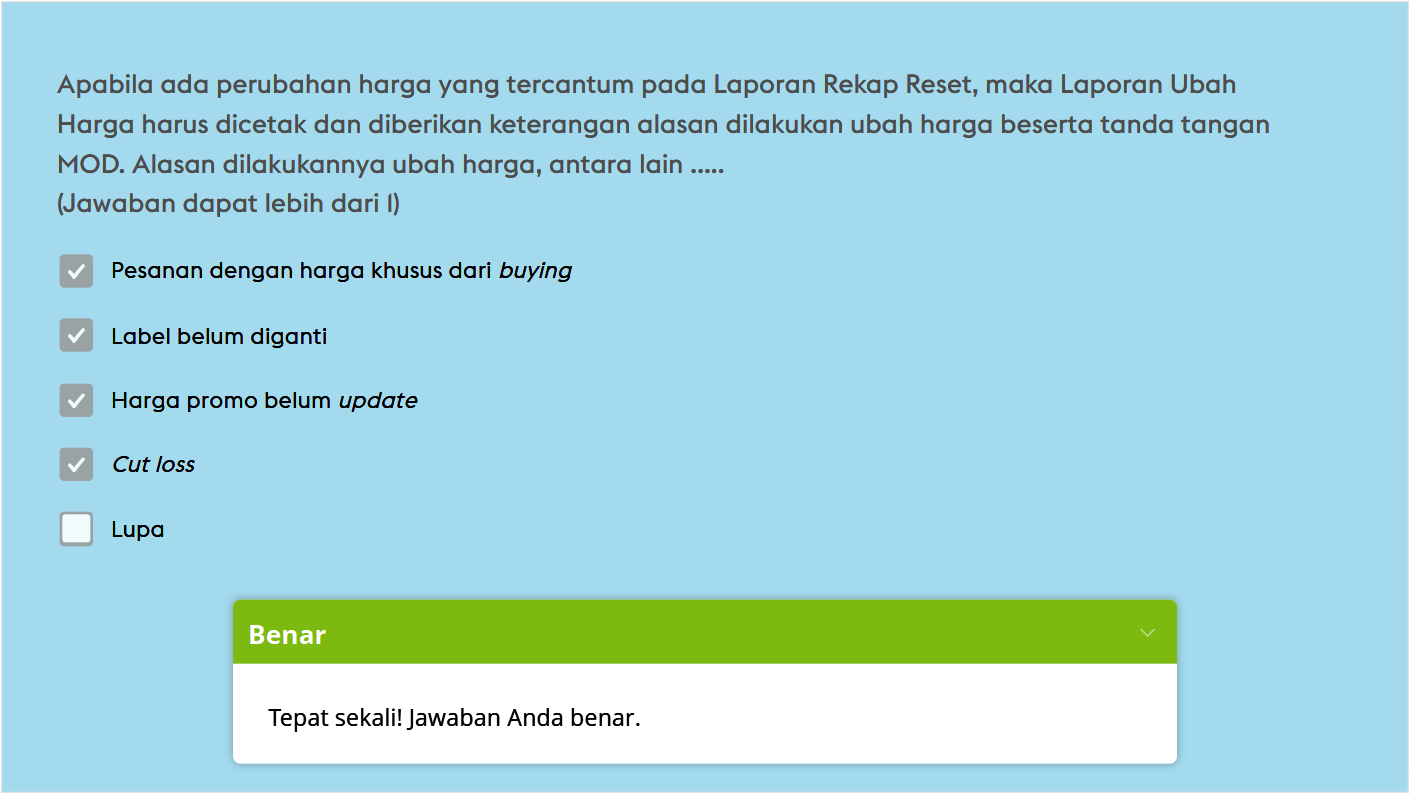 Apabila ada perubahan harga yang tercantum pada Laporan Rekap Reset, maka Laporan Ubah
Harga harus dicetak dan diberikan keterangan alasan dilakukan ubah harga beserta tanda tangan
MOD. Alasan dilakukannya ubah harga, antara lain .....
(Jawaban dapat lebih dari 1)
Pesanan dengan harga khusus dari buying
Label belum diganti
Harga promo belum update
Cut loss
Lupa
Benar
Tepat sekali! Jawaban Anda benar.